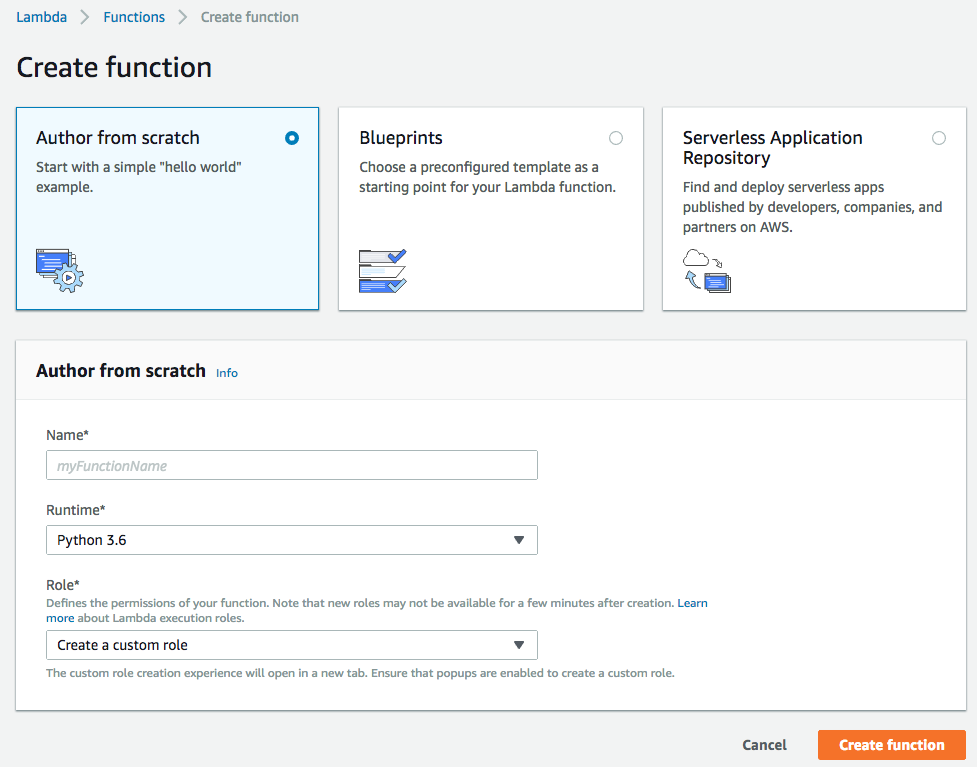 Lambda > Functions > Create function
Create function
Author from scratch
Start with a simple "hello world"
example.
Blueprints
Choose a preconfigured template as a
starting point for your Lambda function.
Serverless Application
Repository
Find and deploy serverless apps
published by developers, companies, and
partners on AWS.
Author from scratch Info
Name*
myFunctionName
Runtime*
Python 3.6
Role*
Defines the permissions of your function. Note that new roles may not be available for a few minutes after creation. Learn
more about Lambda execution roles.
Create a custom role
The custom role creation experience will open in a new tab. Ensure that popups are enabled to create a custom role.
Cancel
Create function